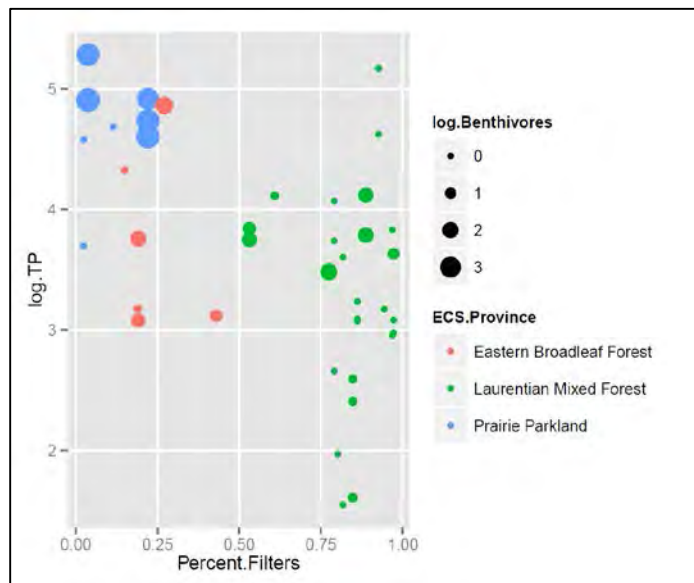 5
4
3
2
log.TP
0.00 0.25 0.50 0.75 1.00
Percent.Filters
log.Benthivores
0
1
2
3
ECS.Province
Eastern Broadleaf Forest
Laurentian Mixed Forest
Prairie Parkland